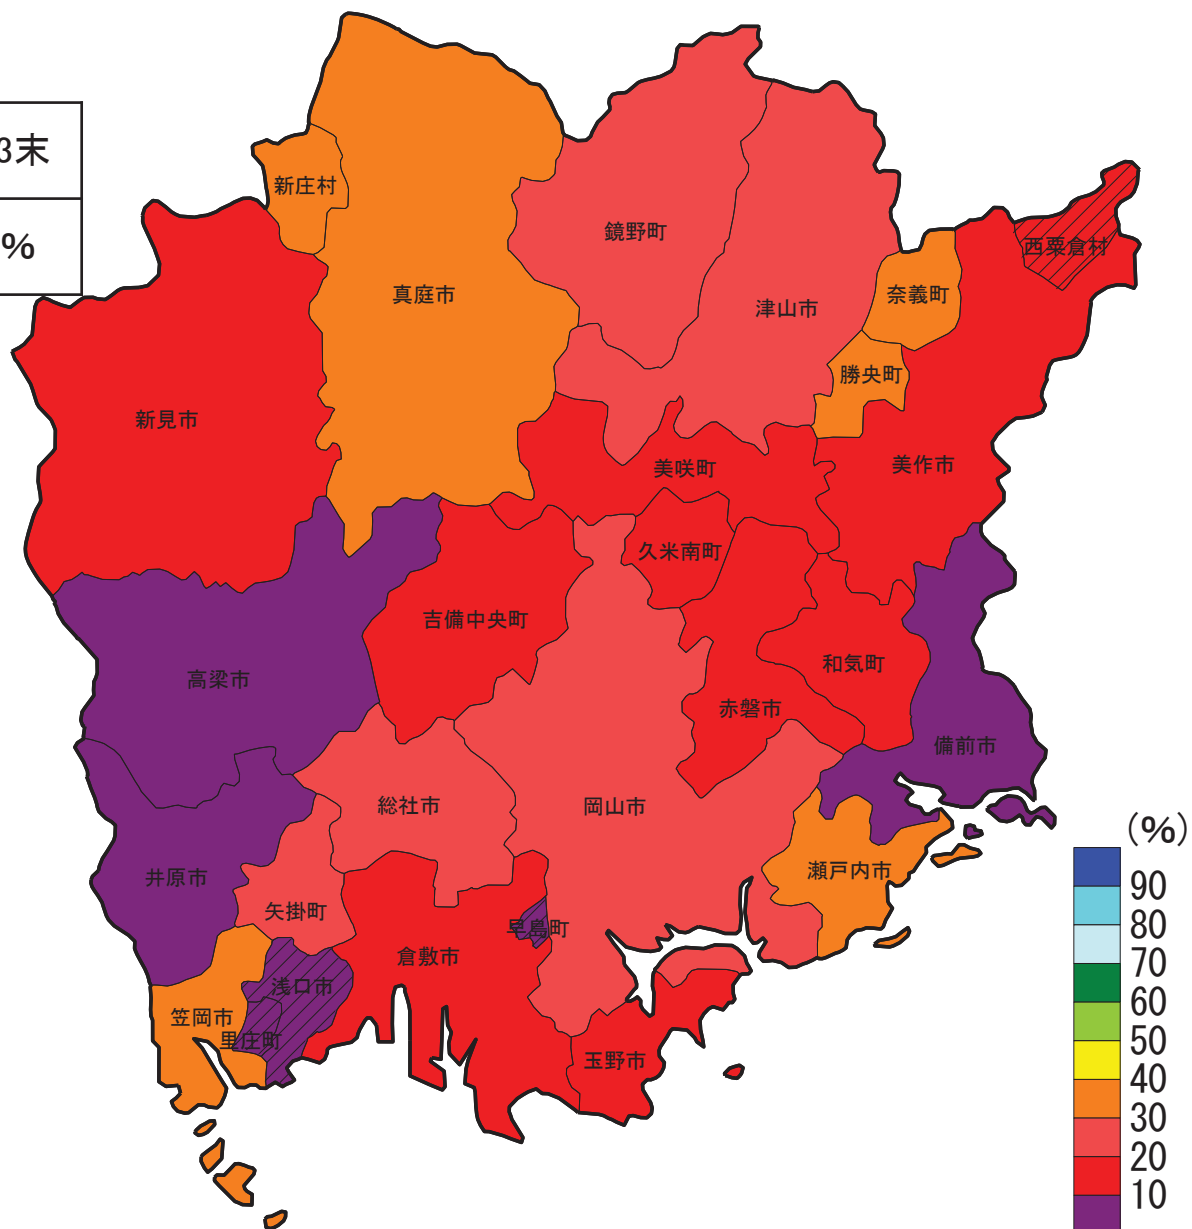 3末
%
新庄村
鏡野町
西粟倉村
真庭市
奈義町
津山市
勝央町
新見市
美咲町
美作市
久米南町
吉備中央町
和気町
高梁市
赤磐市
備前市
総社市
岡山市
(%)
井原市
瀬戸内市
90
矢掛町
早島町
80
倉敷市
70
浅口市
60
笠岡市
里庄町
50
玉野市
40
30
20
10